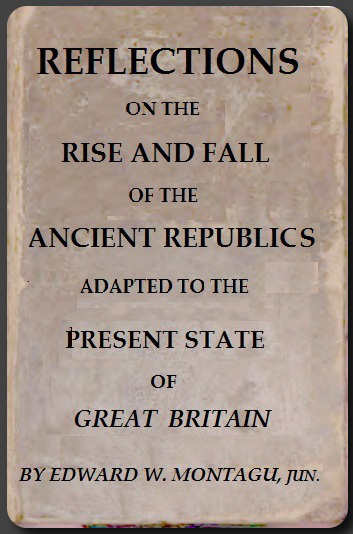 REFLECTIONS
ON THE
RISE AND FALL
OF THE
ANCIENT REPUBLICS
ADAPTED TO THE
PRESENT STATE
OF
GREAT BRITAIN
BY EDWARD W. MONTAGU, JUN.